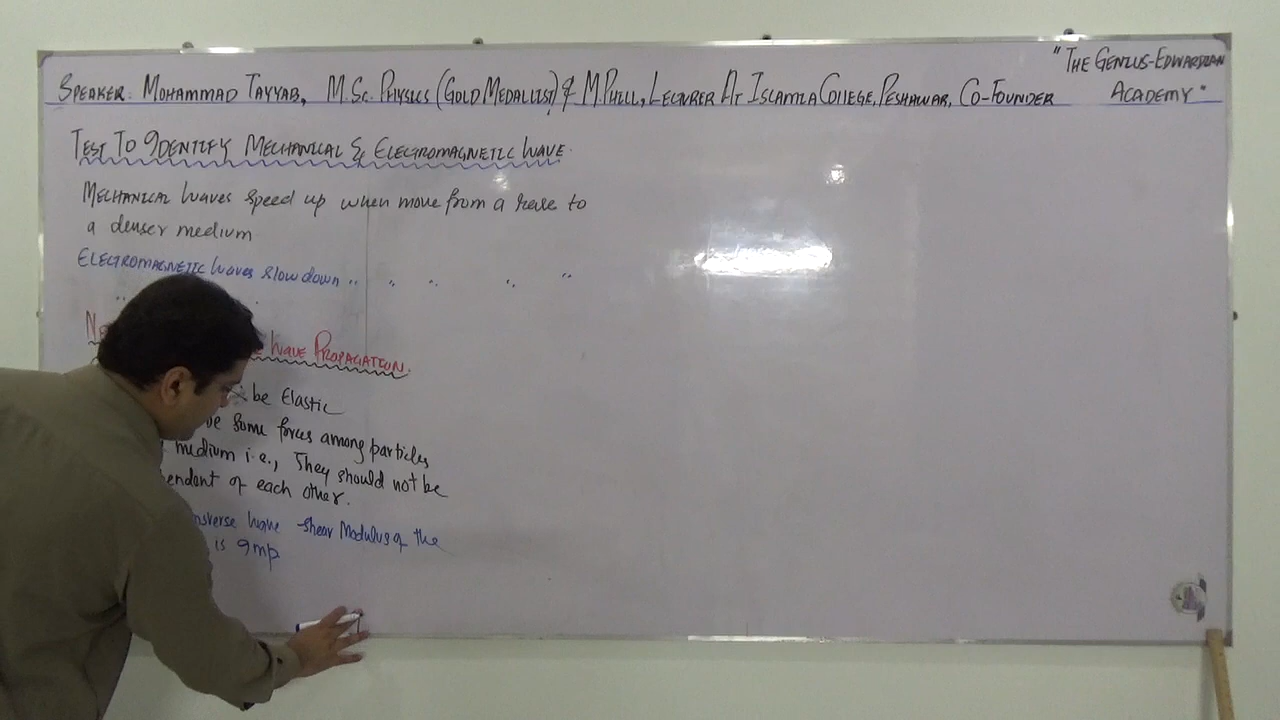 "THE GENIUS-EDWARDIAN
SPEAKER: MOHAMMAD TAYYAB, M.SC. PHYSICS (GOLD MEDALLIST) & M.PHILL, LECTURER AT ISLAMIA COLLEGE, PESHAWAR, CO-FOUNDER ACADEMY"
TEST TO IDENTIFY MECHANICAL & ELECTROMAGNETIC WAVE.
MECHANICAL Waves speed up when move from a rare to
a denser medium
ELECTROMAGNETIC Waves slow down " " " " "
"
WAVE PROPAGATION.
be Elastic
some forces among particles
medium i.e., They should not be
of each other.
wave shear Modulus of the
is Imp